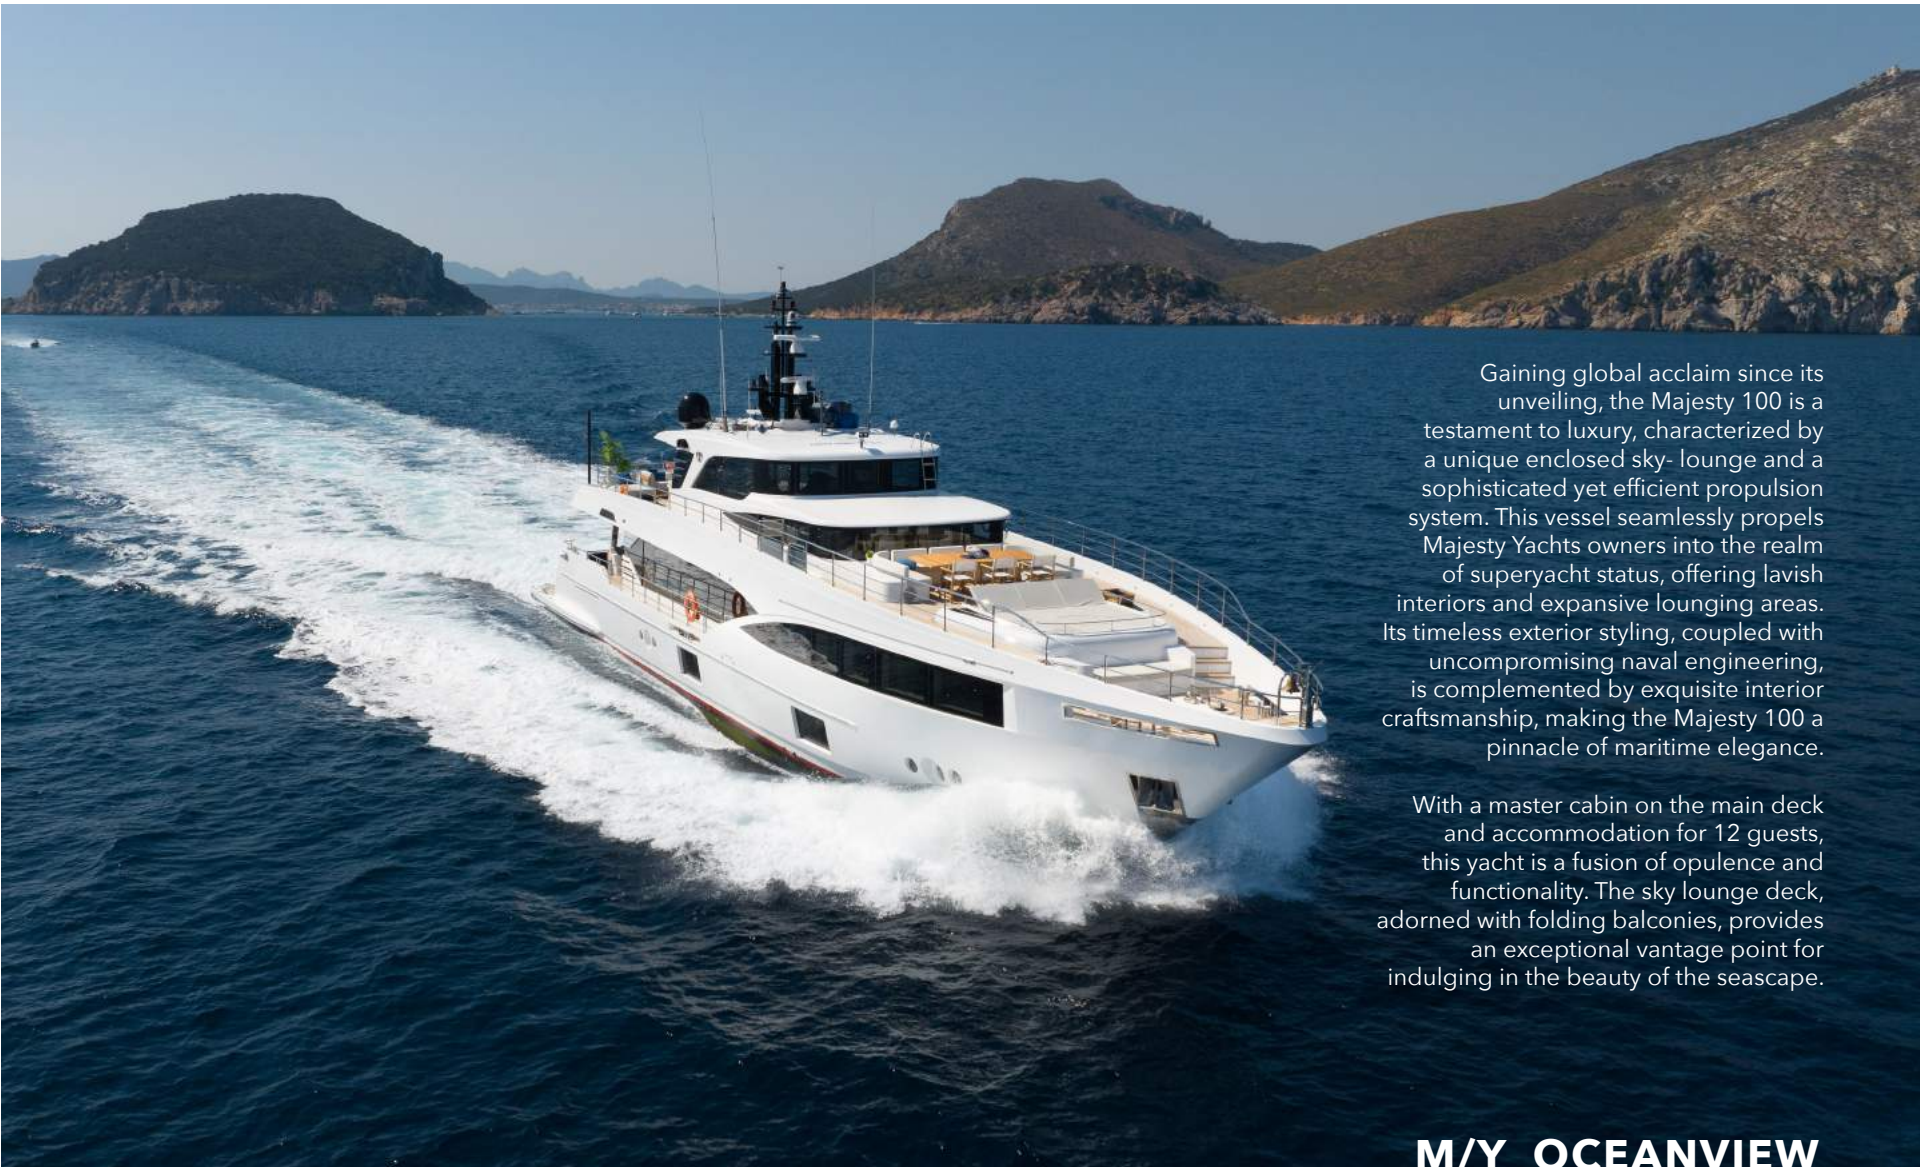 Gaining global acclaim since its
unveiling, the Majesty 100 is a
testament to luxury, characterized by
a unique enclosed sky- lounge and a
sophisticated yet efficient propulsion
system. This vessel seamlessly propels
Majesty Yachts owners into the realm
of superyacht status, offering lavish
interiors and expansive lounging areas.
Its timeless exterior styling, coupled with
uncompromising naval engineering,
is complemented by exquisite interior
craftsmanship, making the Majesty 100 a
pinnacle of maritime elegance.
With a master cabin on the main deck
and accommodation for 12 guests,
this yacht is a fusion of opulence and
functionality. The sky lounge deck,
adorned with folding balconies, provides
an exceptional vantage point for
indulging in the beauty of the seascape.
M/Y OCEANVIEW